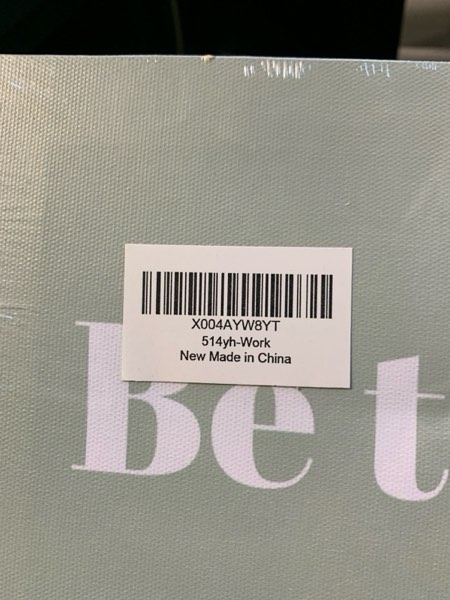 X004AYW8YT
514yh-Work
New Made in China
Be t